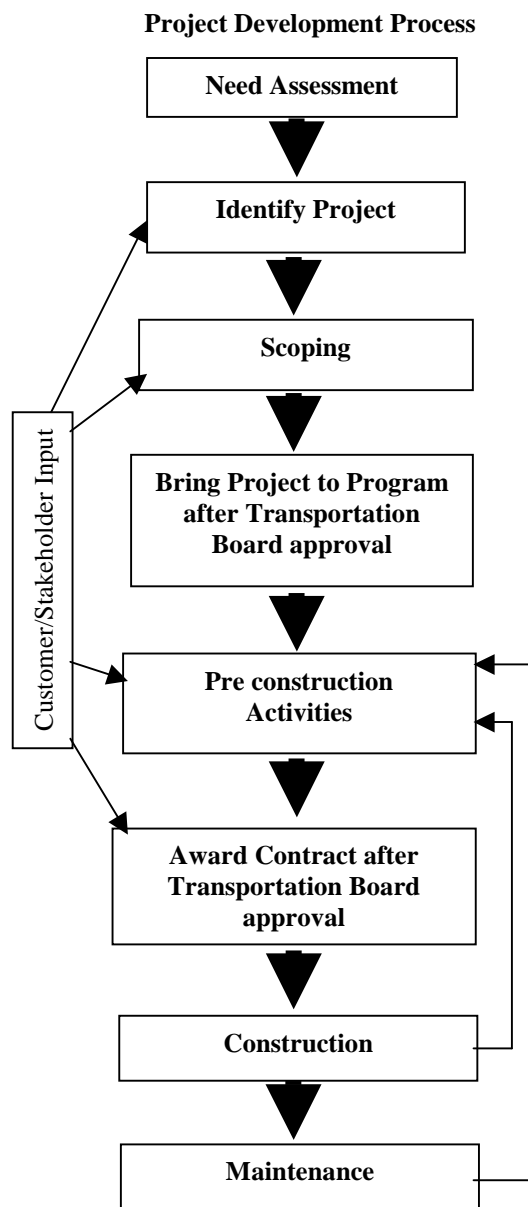 Project Development Process
Need Assessment
Identify Project
Scoping
Customer/Stakeholder Input
Bring Project to Program
after Transportation
Board approval
Pre construction
Activities
Award Contract after
Transportation Board
approval
Construction
Maintenance